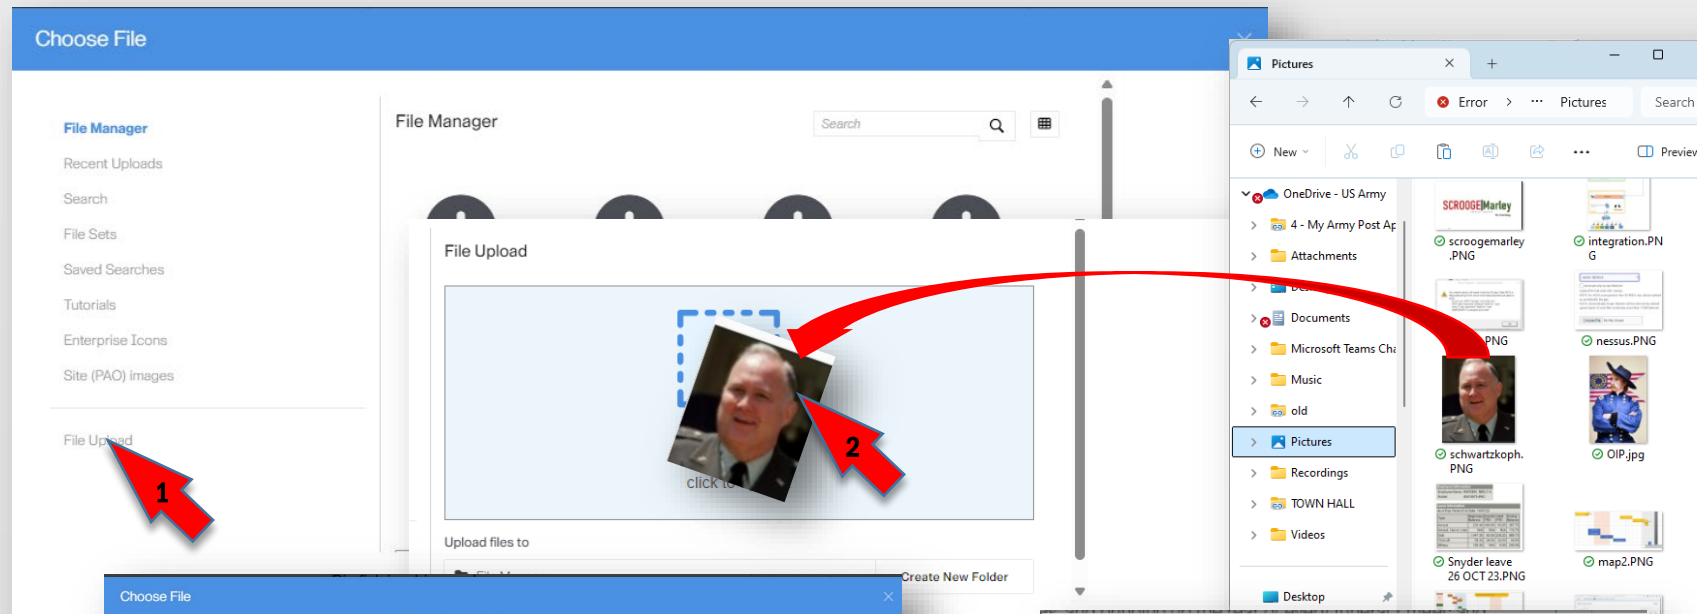 Choose File
File Manager
Recent Uploads
Search
File Sets
Saved Searches
Tutorials
Enterprise Icons
Site (PAO) images
File Upload
1
File Manager
Search
File Upload
click to
2
Upload files to
Create New Folder
Choose File
Pictures
Error > ... Pictures
Search
New
Preview
OneDrive - US Army
4 - My Army Post Ap
Attachments
Documents
Microsoft Teams Cha
Music
old
Pictures
Recordings
TOWN HALL
Videos
Desktop
SCROOGE Marley
scroogemarley
.PNG
integration.PN
G
.PNG
nessus.PNG
schwartzkoph.
PNG
OIP.jpg
Snyder leave
26 OCT 23.PNG
map2.PNG